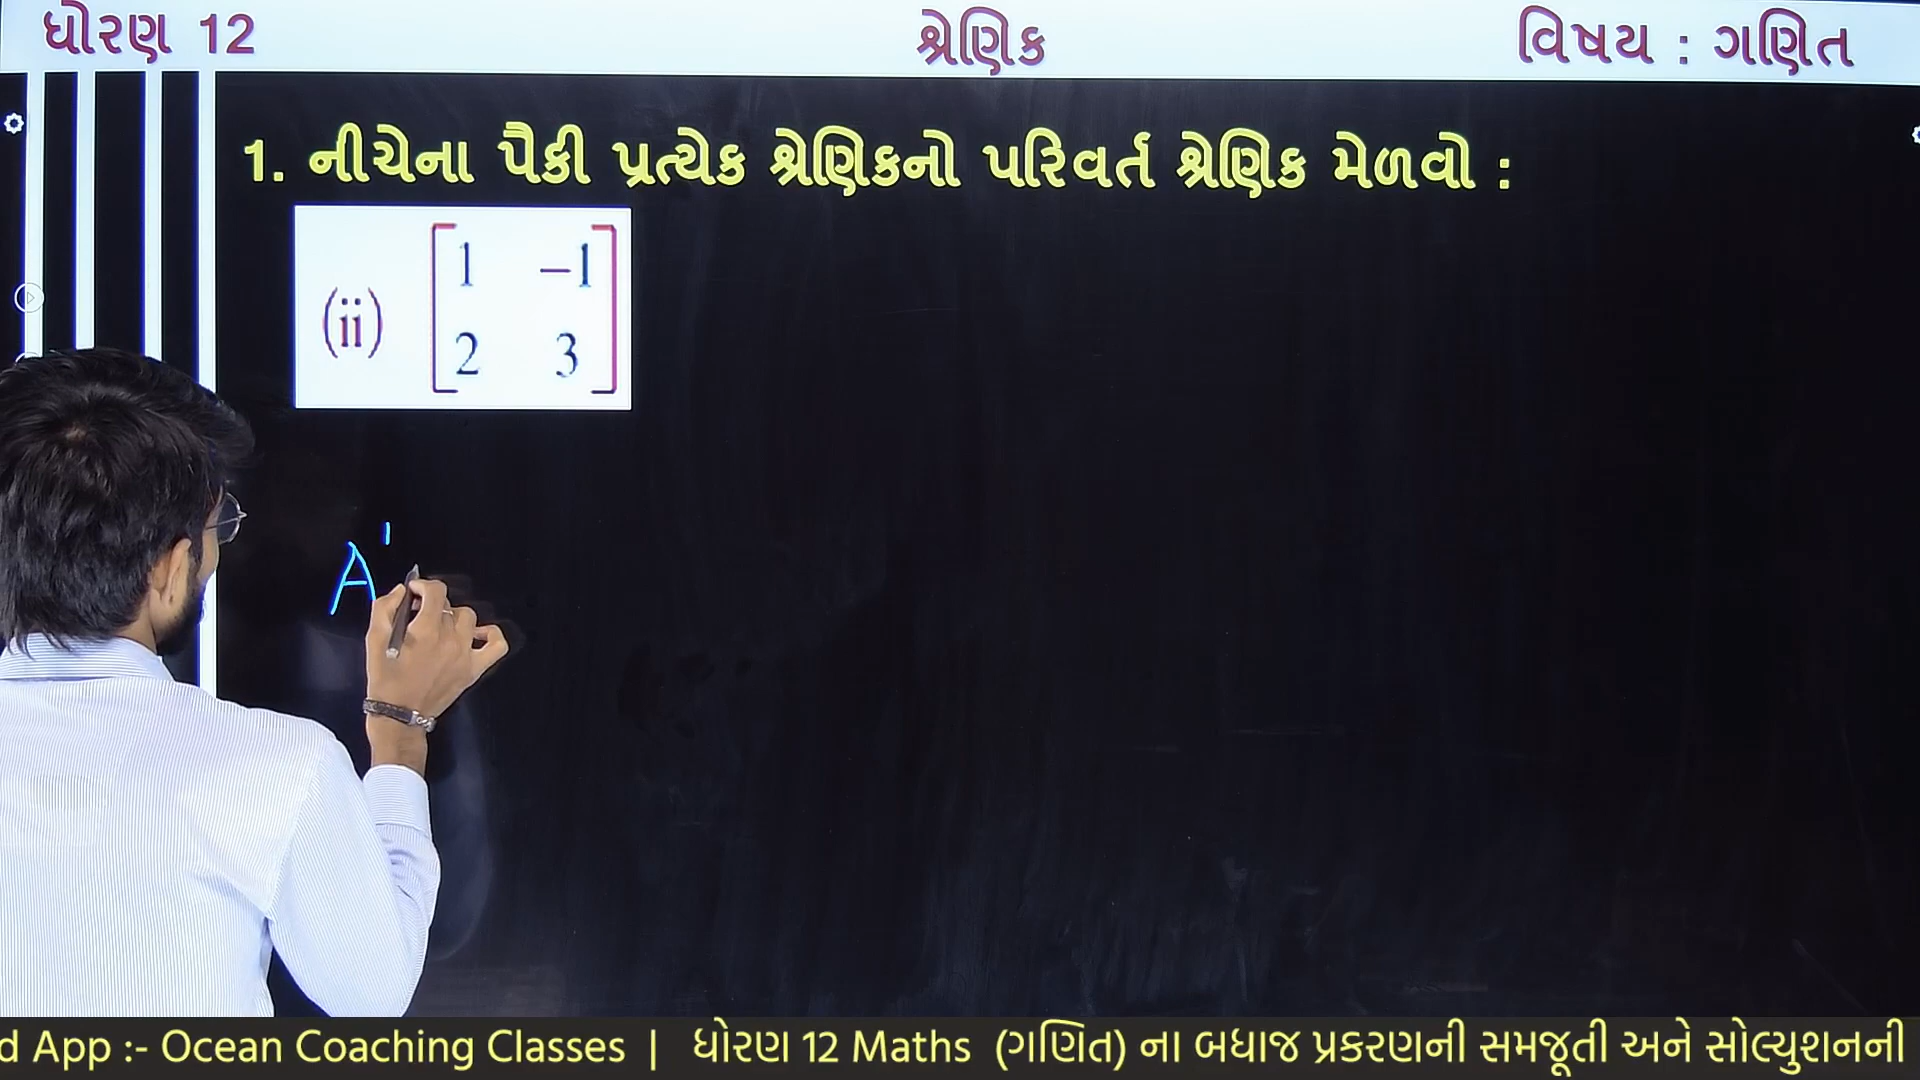 ધોરણ 12 શ્રેણિક વિષય : ગણિત
1. નીચેના પૈકી પ્રત્યેક શ્રેણિકનો પરિવર્ત શ્રેણિક મેળવો :
(ii) [1 –1
2 3]
A'
d App :- Ocean Coaching Classes | ધોરણ 12 Maths (ગણિત) ના બધાજ પ્રકરણની સમજૂતી અને સોલ્યુશનની